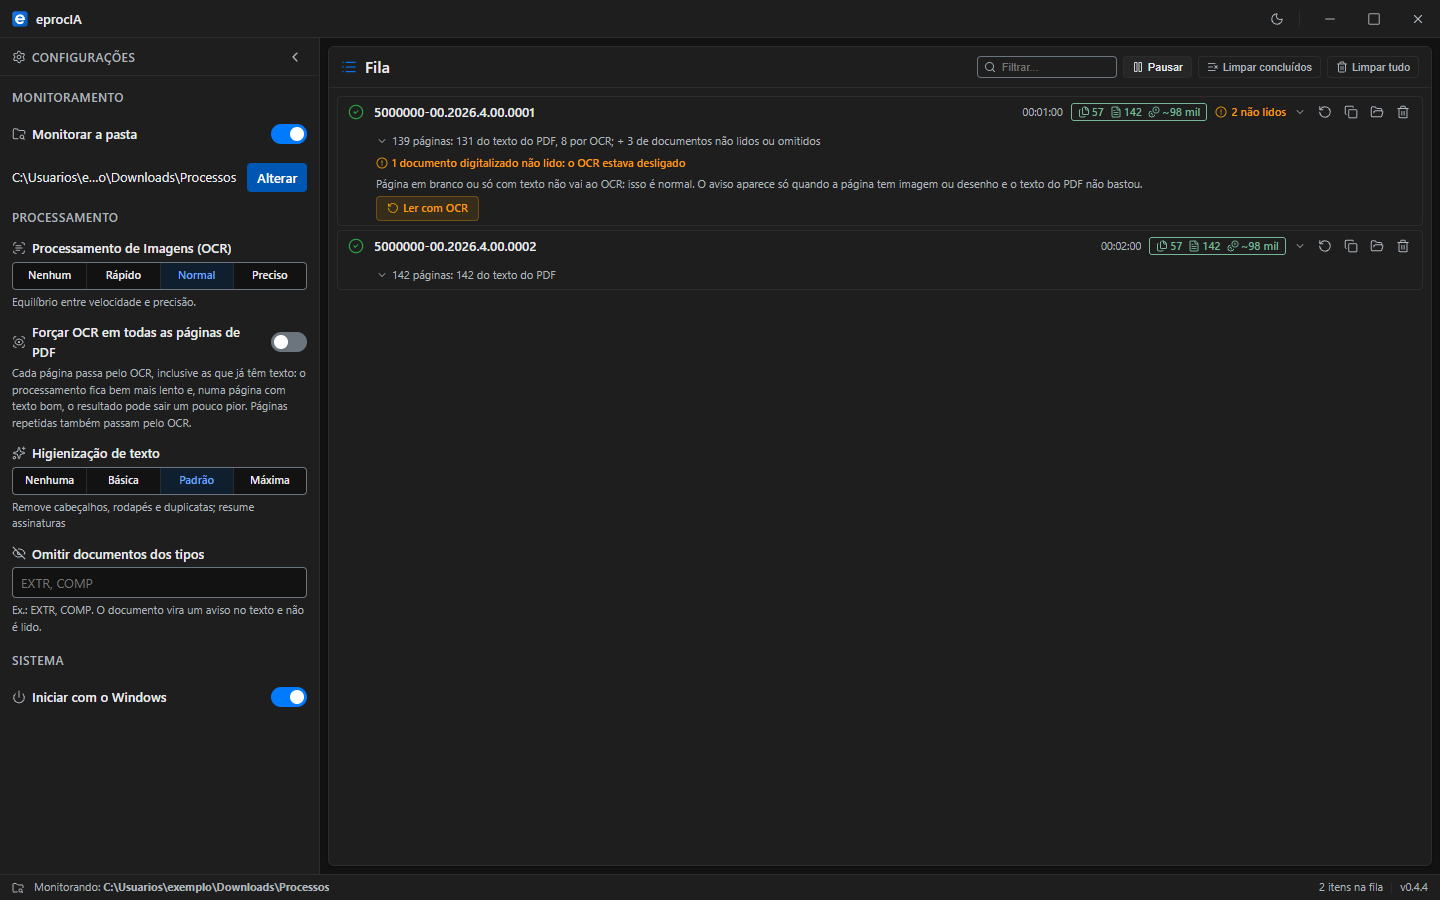 eprocIA
CONFIGURAÇÕES
MONITORAMENTO
Monitorar a pasta
C:\Usuarios\e...o\Downloads\Processos
Alterar
PROCESSAMENTO
Processamento de Imagens (OCR)
Nenhum Rápido Normal Preciso
Equilíbrio entre velocidade e precisão.
Forçar OCR em todas as páginas de
PDF
Cada página passa pelo OCR, inclusive as que já têm texto: o
processamento fica bem mais lento e, numa página com
texto bom, o resultado pode sair um pouco pior. Páginas
repetidas também passam pelo OCR.
Higienização de texto
Nenhuma Básica Padrão Máxima
Remove cabeçalhos, rodapés e duplicatas; resume
assinaturas
Omitir documentos dos tipos
EXTR, COMP
Ex.: EXTR, COMP. O documento vira um aviso no texto e não
é lido.
SISTEMA
Iniciar com o Windows
Fila
Filtrar...
Pausar
Limpar concluídos
Limpar tudo
5000000-00.2026.4.00.0001
00:01:00 57 142 ~98 mil 2 não lidos
139 páginas: 131 do texto do PDF, 8 por OCR; + 3 de documentos não lidos ou omitidos
1 documento digitalizado não lido: o OCR estava desligado
Página em branco ou só com texto não vai ao OCR: isso é normal. O aviso aparece só quando a página tem imagem ou desenho e o texto do PDF não bastou.
Ler com OCR
5000000-00.2026.4.00.0002
00:02:00 57 142 ~98 mil
142 páginas: 142 do texto do PDF
Monitorando: C:\Usuarios\exemplo\Downloads\Processos
2 itens na fila
v0.4.4